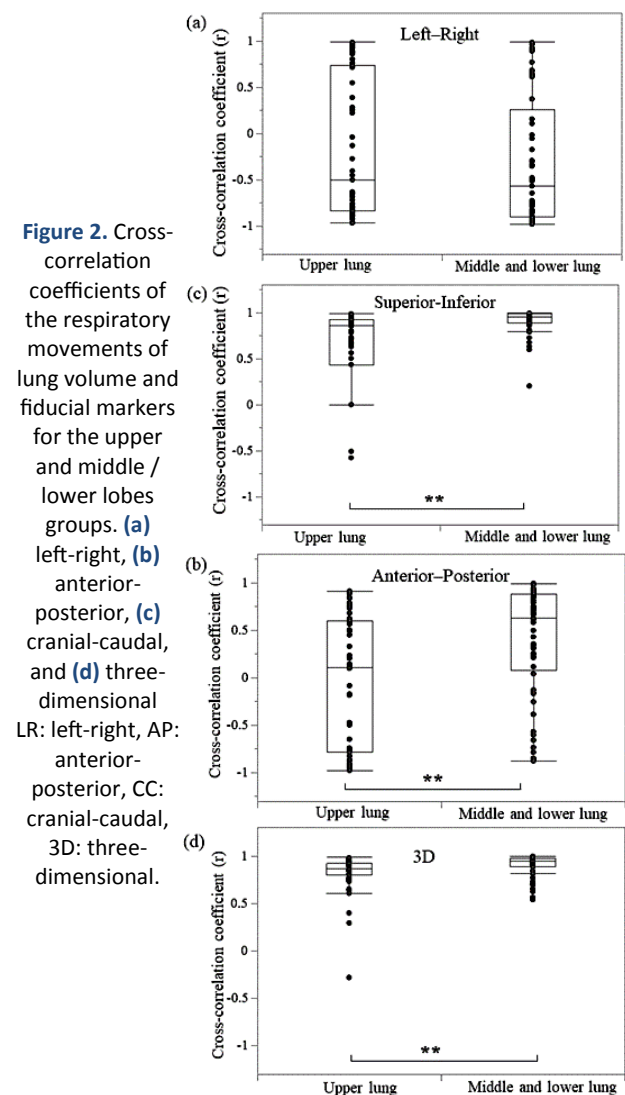 Figure 2. Cross-
correlation
coefficients of
the respiratory
movements of
lung volume and
fiducial markers
for the upper
and middle /
lower lobes
groups. (a)
left-right, (b)
anterior-
posterior, (c)
cranial-caudal,
and (d) three-
dimensional
LR: left-right, AP:
anterior-
posterior, CC:
cranial-caudal,
3D: three-
dimensional.
(a)
Left–Right
Cross-correlation coefficient (r)
1
0.5
0
-0.5
-1
Upper lung
Middle and lower lung
(c)
Superior-Inferior
Cross-correlation coefficient (r)
1
0.5
0
-0.5
-1
**
Upper lung
Middle and lower lung
(b)
Anterior–Posterior
Cross-correlation coefficient (r)
1
0.5
0
-0.5
-1
**
Upper lung
Middle and lower lung
(d)
3D
Cross-correlation coefficient (r)
1
0.5
0
-0.5
-1
**
Upper lung
Middle and lower lung